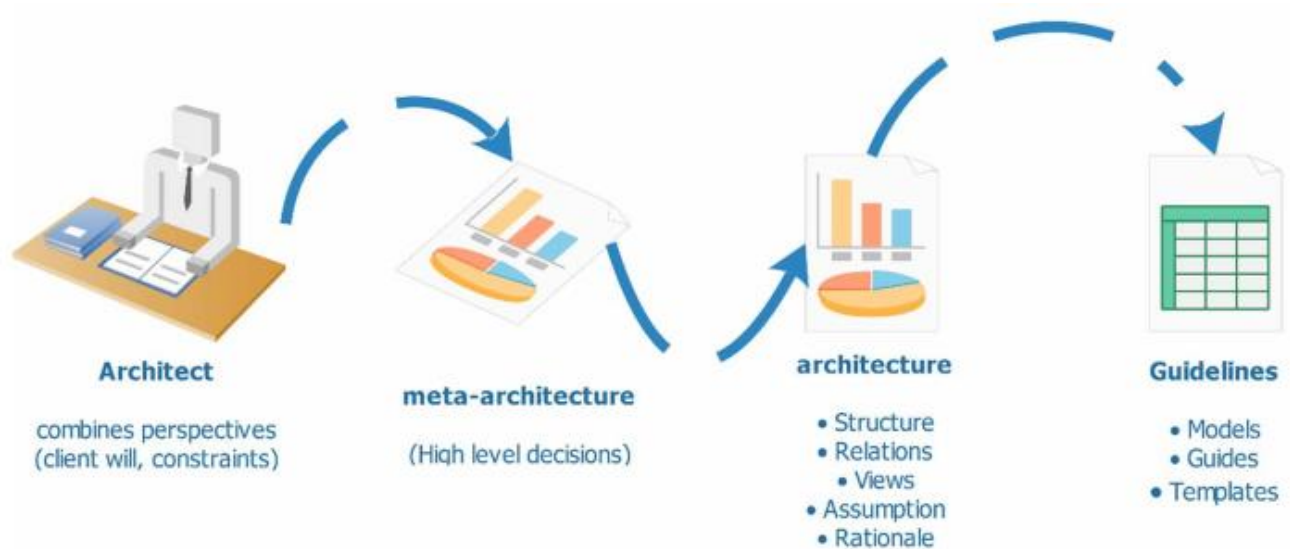 Architect
combines perspectives
(client will, constraints)
meta-architecture
(High level decisions)
architecture
• Structure
• Relations
• Views
• Assumption
• Rationale
Guidelines
• Models
• Guides
• Templates